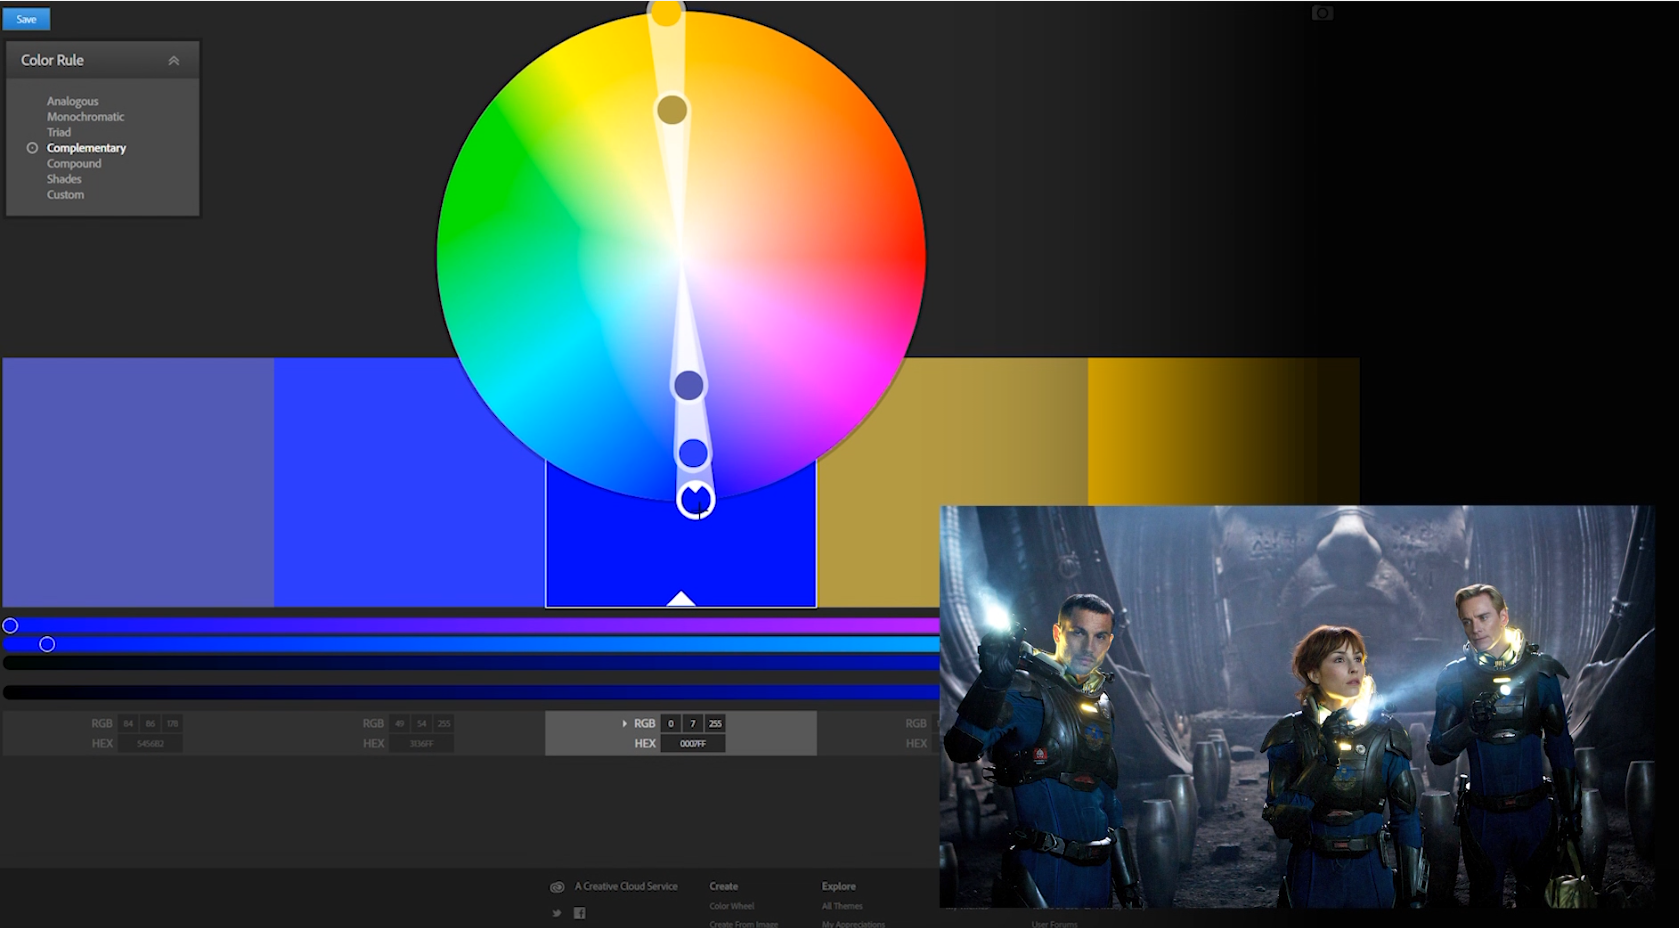 Save
Color Rule
Analogous
Monochromatic
Triad
Complementary
Compound
Shades
Custom
RGB 84 86 178
HEX 5456B2
RGB 49 54 255
HEX 3136FF
RGB 0 7 255
HEX 0007FF
RGB
HEX
A Creative Cloud Service
Create
Explore
Color Wheel
All Themes
Create From Image
My Appreciations
User Forums